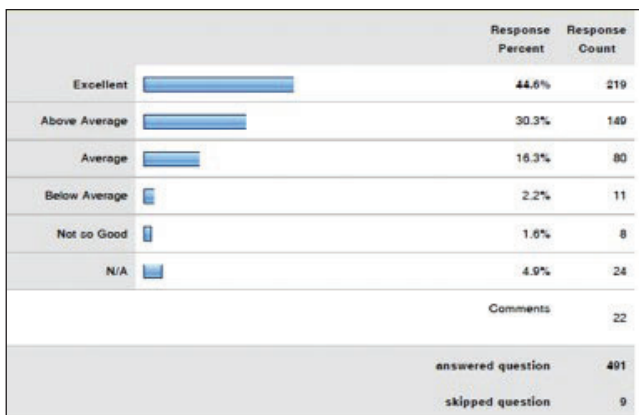 Response Percent Response Count
Excellent 44.6% 219
Above Average 30.3% 149
Average 16.3% 80
Below Average 2.2% 11
Not so Good 1.6% 8
N/A 4.9% 24
Comments 22
answered question 491
skipped question 9